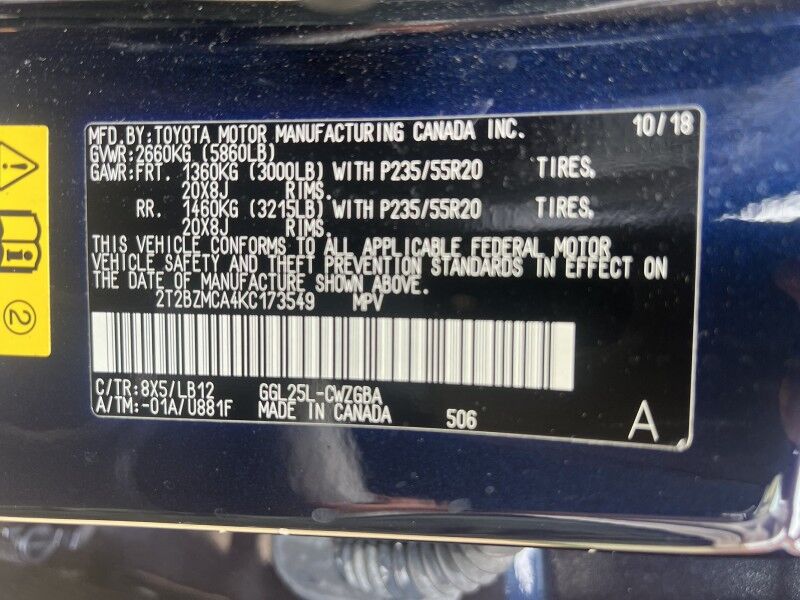 MFD. BY: TOYOTA MOTOR MANUFACTURING CANADA INC. 10/18
GVWR: 2660KG (5860LB)
GAWR: FRT. 1360KG (3000LB) WITH P235/55R20 TIRES,
20X8J RIMS.
RR. 1460KG (3215LB) WITH P235/55R20 TIRES,
20X8J RIMS.
THIS VEHICLE CONFORMS TO ALL APPLICABLE FEDERAL MOTOR
VEHICLE SAFETY AND THEFT PREVENTION STANDARDS IN EFFECT ON
THE DATE OF MANUFACTURE SHOWN ABOVE.
2T2BZMCA4KC173549 MPV
C/TR: 8X5/LB12 GGL25L-CWZGBA
A/TM: -01A/U881F MADE IN CANADA 506 A
2